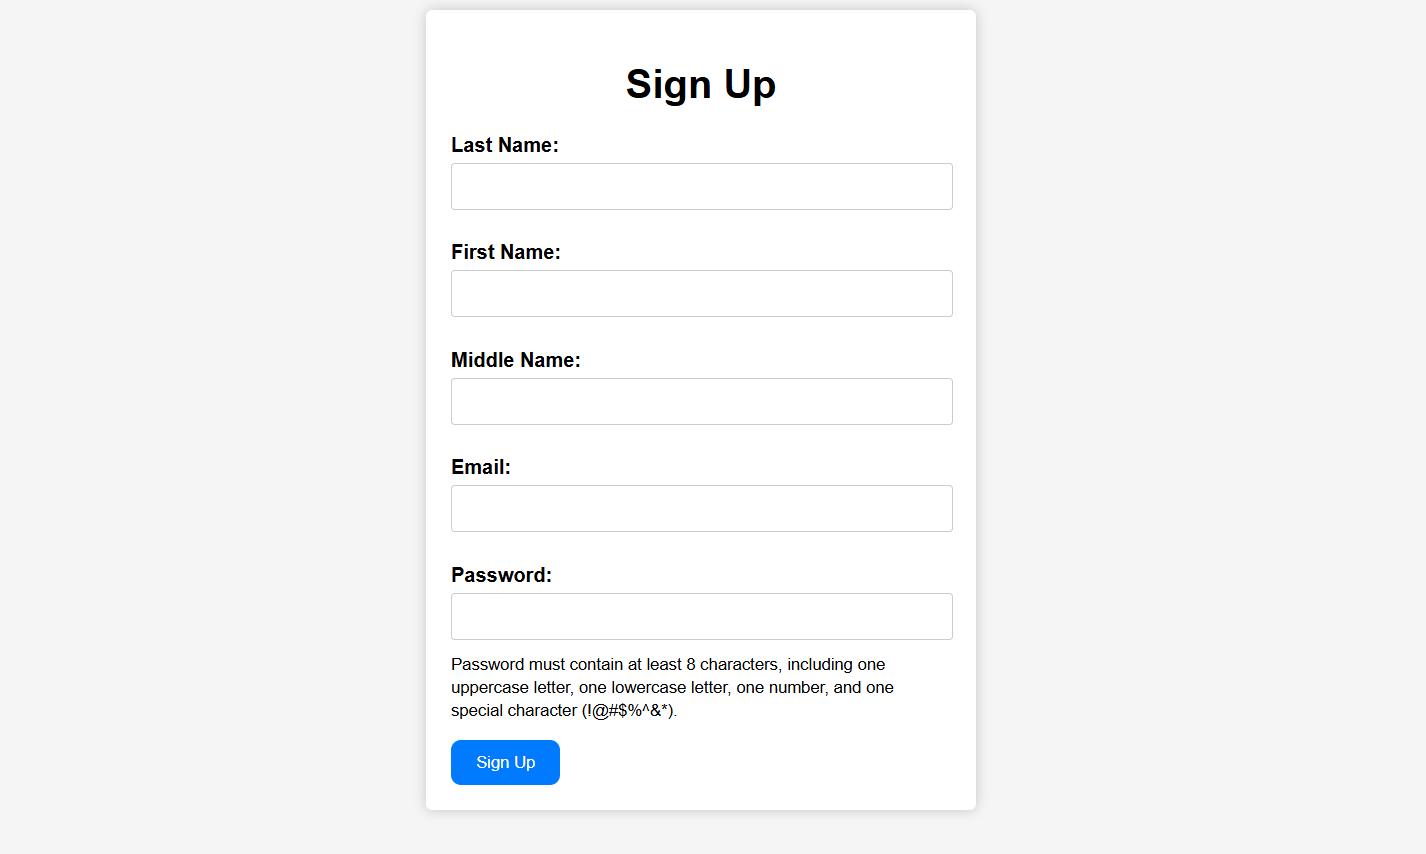 Sign Up
Last Name:
First Name:
Middle Name:
Email:
Password:
Password must contain at least 8 characters, including one
uppercase letter, one lowercase letter, one number, and one
special character (!@#$%^&*).
Sign Up